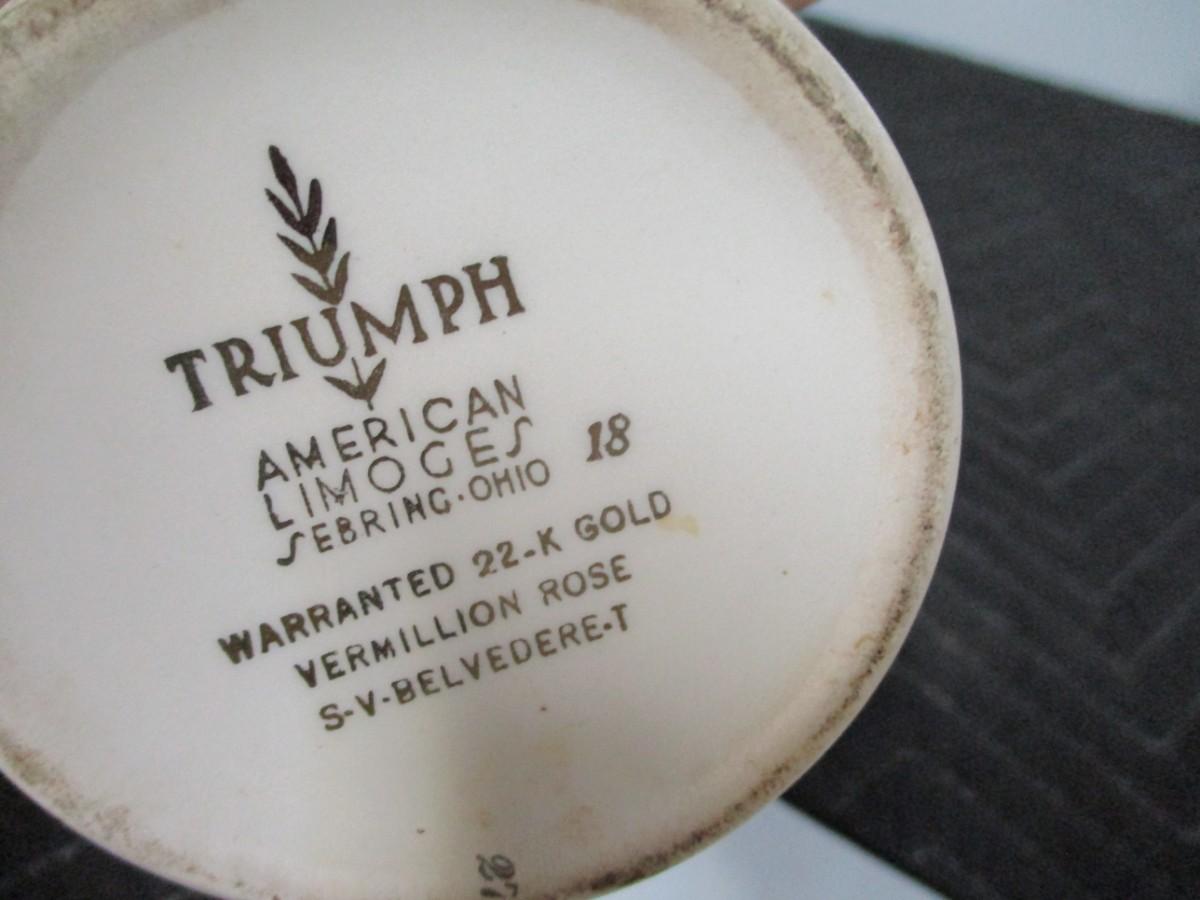 TRIUMPH
AMERICAN
LIMOGES 18
SEBRING·OHIO
WARRANTED 22-K GOLD
VERMILLION ROSE
S-V-BELVEDERE-T